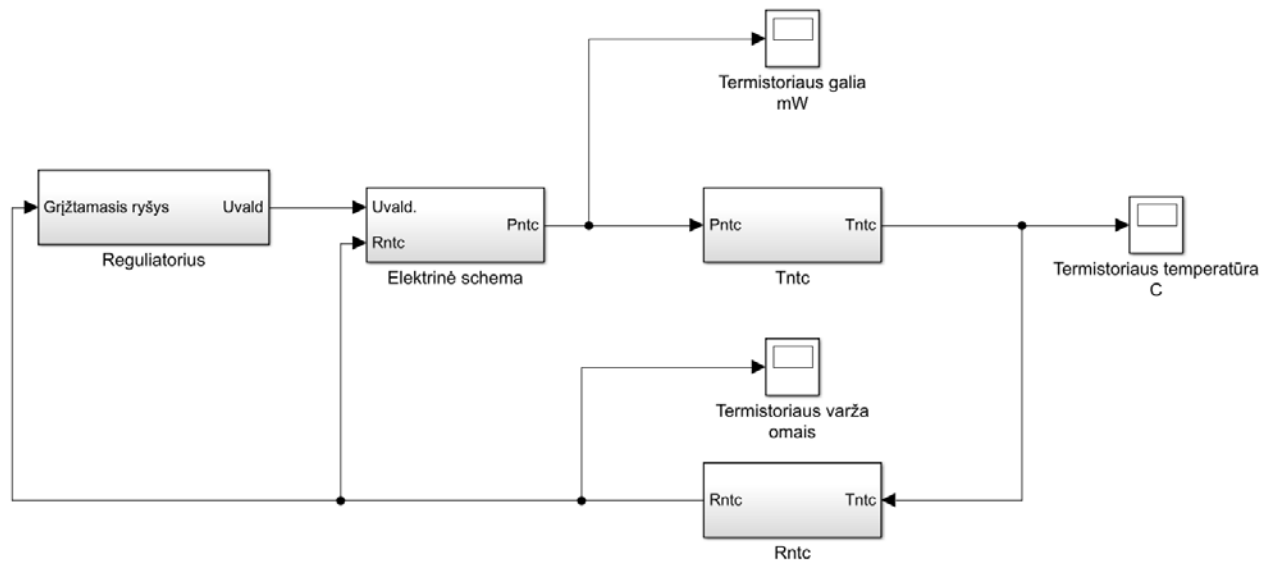 Termistoriaus galia
mW
Grįžtamasis ryšys
Uvald
Reguliatorius
Uvald.
Rntc
Pntc
Elektrinė schema
Pntc
Tntc
Tntc
Termistoriaus temperatūra
C
Termistoriaus varža
omais
Rntc
Tntc
Rntc